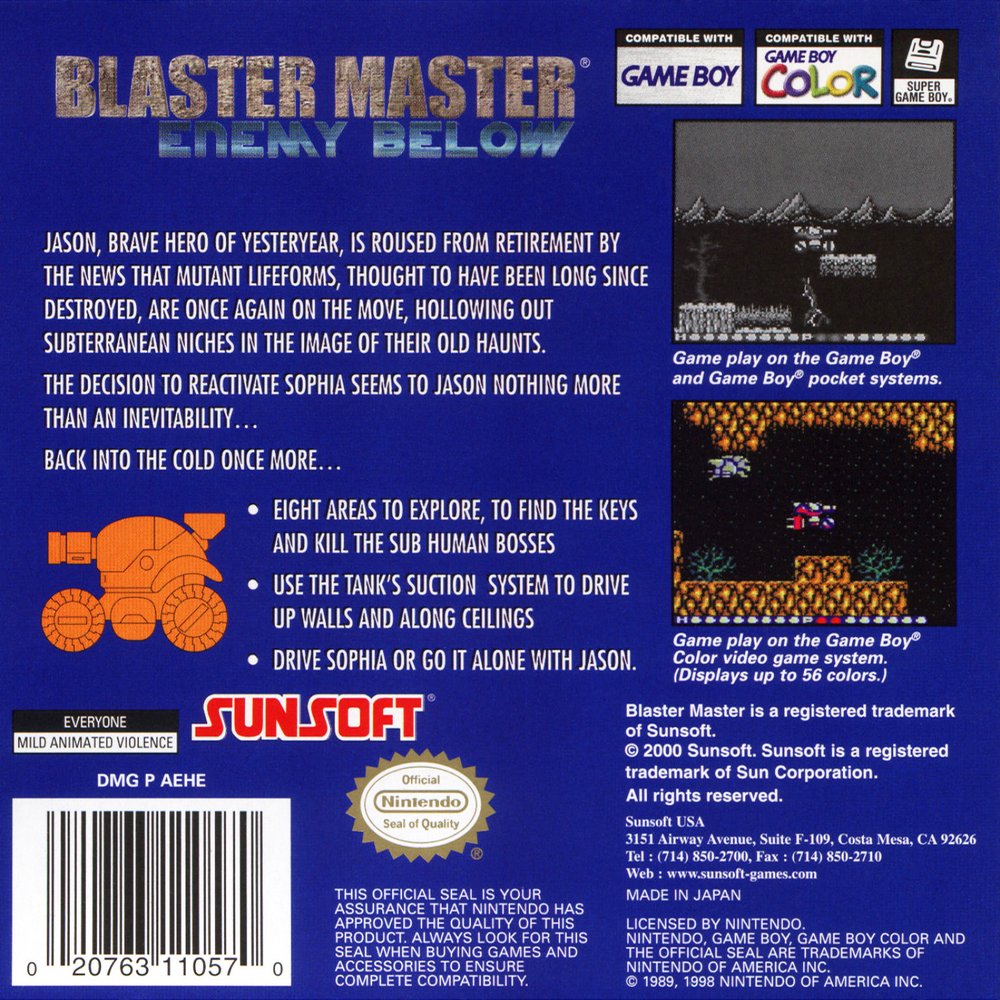 BLASTER MASTER®
ENEMY BELOW
COMPATIBLE WITH
GAME BOY
COMPATIBLE WITH
GAME BOY
COLOR
SUPER
GAME BOY®
JASON, BRAVE HERO OF YESTERYEAR, IS ROUSED FROM RETIREMENT BY
THE NEWS THAT MUTANT LIFEFORMS, THOUGHT TO HAVE BEEN LONG SINCE
DESTROYED, ARE ONCE AGAIN ON THE MOVE, HOLLOWING OUT
SUBTERRANEAN NICHES IN THE IMAGE OF THEIR OLD HAUNTS.
THE DECISION TO REACTIVATE SOPHIA SEEMS TO JASON NOTHING MORE
THAN AN INEVITABILITY...
BACK INTO THE COLD ONCE MORE...
• EIGHT AREAS TO EXPLORE, TO FIND THE KEYS
AND KILL THE SUB HUMAN BOSSES
• USE THE TANK'S SUCTION SYSTEM TO DRIVE
UP WALLS AND ALONG CEILINGS
• DRIVE SOPHIA OR GO IT ALONE WITH JASON.
H P
Game play on the Game Boy®
and Game Boy® pocket systems.
H P
Game play on the Game Boy®
Color video game system.
(Displays up to 56 colors.)
EVERYONE
MILD ANIMATED VIOLENCE
SUNSOFT®
DMG P AEHE
0 20763 11057 0
Official
Nintendo
Seal of Quality
®
THIS OFFICIAL SEAL IS YOUR
ASSURANCE THAT NINTENDO HAS
APPROVED THE QUALITY OF THIS
PRODUCT. ALWAYS LOOK FOR THIS
SEAL WHEN BUYING GAMES AND
ACCESSORIES TO ENSURE
COMPLETE COMPATIBILITY.
Blaster Master is a registered trademark
of Sunsoft.
© 2000 Sunsoft. Sunsoft is a registered
trademark of Sun Corporation.
All rights reserved.
Sunsoft USA
3151 Airway Avenue, Suite F-109, Costa Mesa, CA 92626
Tel : (714) 850-2700, Fax : (714) 850-2710
Web : www.sunsoft-games.com
MADE IN JAPAN
LICENSED BY NINTENDO.
NINTENDO, GAME BOY, GAME BOY COLOR AND
THE OFFICIAL SEAL ARE TRADEMARKS OF
NINTENDO OF AMERICA INC.
© 1989, 1998 NINTENDO OF AMERICA INC.